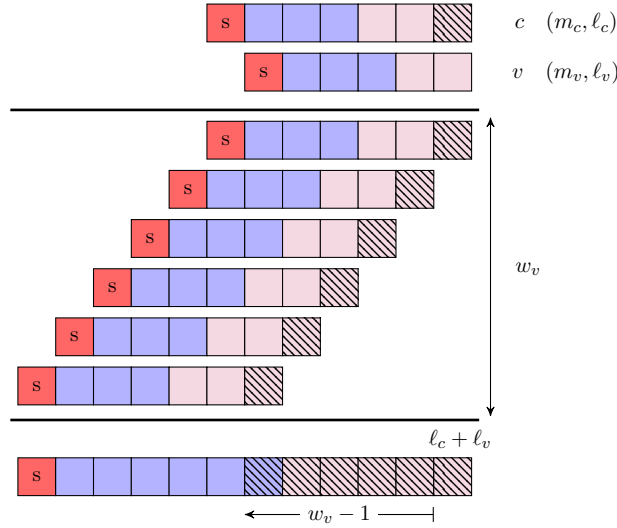 s c (m_c, ℓ_c)
s v (m_v, ℓ_v)
s
s
s
w_v
s
s
s
ℓ_c + ℓ_v
s
w_v − 1